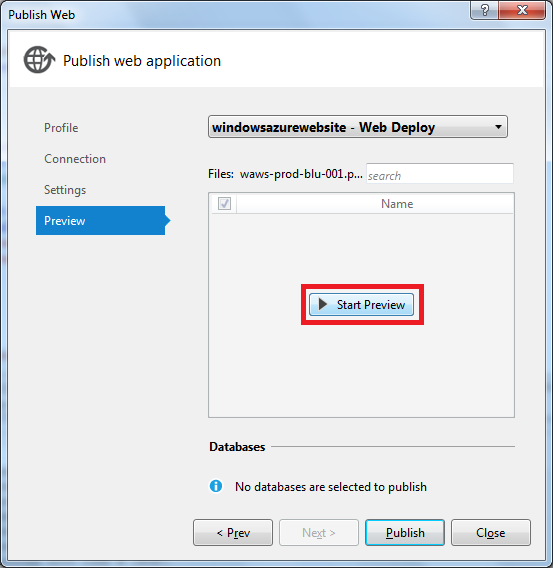 Publish Web
?
Publish web application
Profile
Connection
Settings
Preview
windowsazurewebsite - Web Deploy
Files: waws-prod-blu-001.p... search
Name
Start Preview
Databases
No databases are selected to publish
< Prev Next > Publish Close